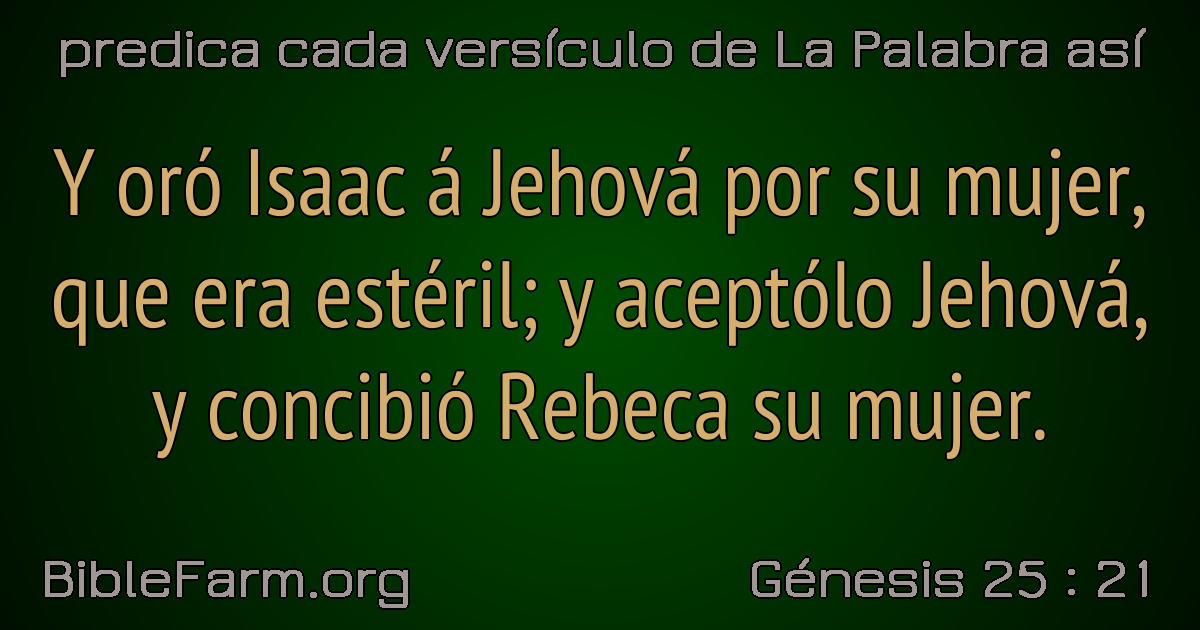 predica cada versículo de La Palabra así
Y oró Isaac á Jehová por su mujer,
que era estéril; y aceptólo Jehová,
y concibió Rebeca su mujer.
BibleFarm.org
Génesis 25 : 21